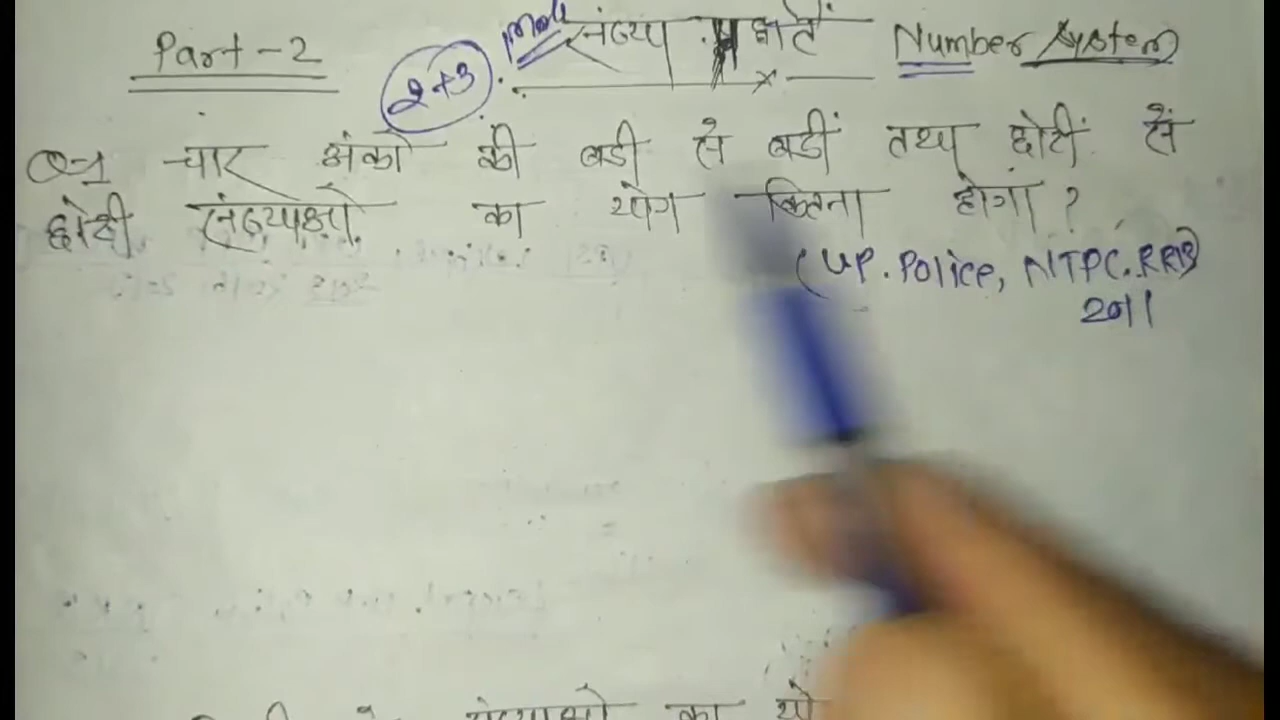 Part-2 2+3 संख्या पद्धति Number System
Q-1 चार अंको की बडी से बडीं तथा छोटीं सें
छोटी संख्याओ का योग कितना होगा ?
(UP. Police, NTPC. RRB)
2011
संख्याओ का यो